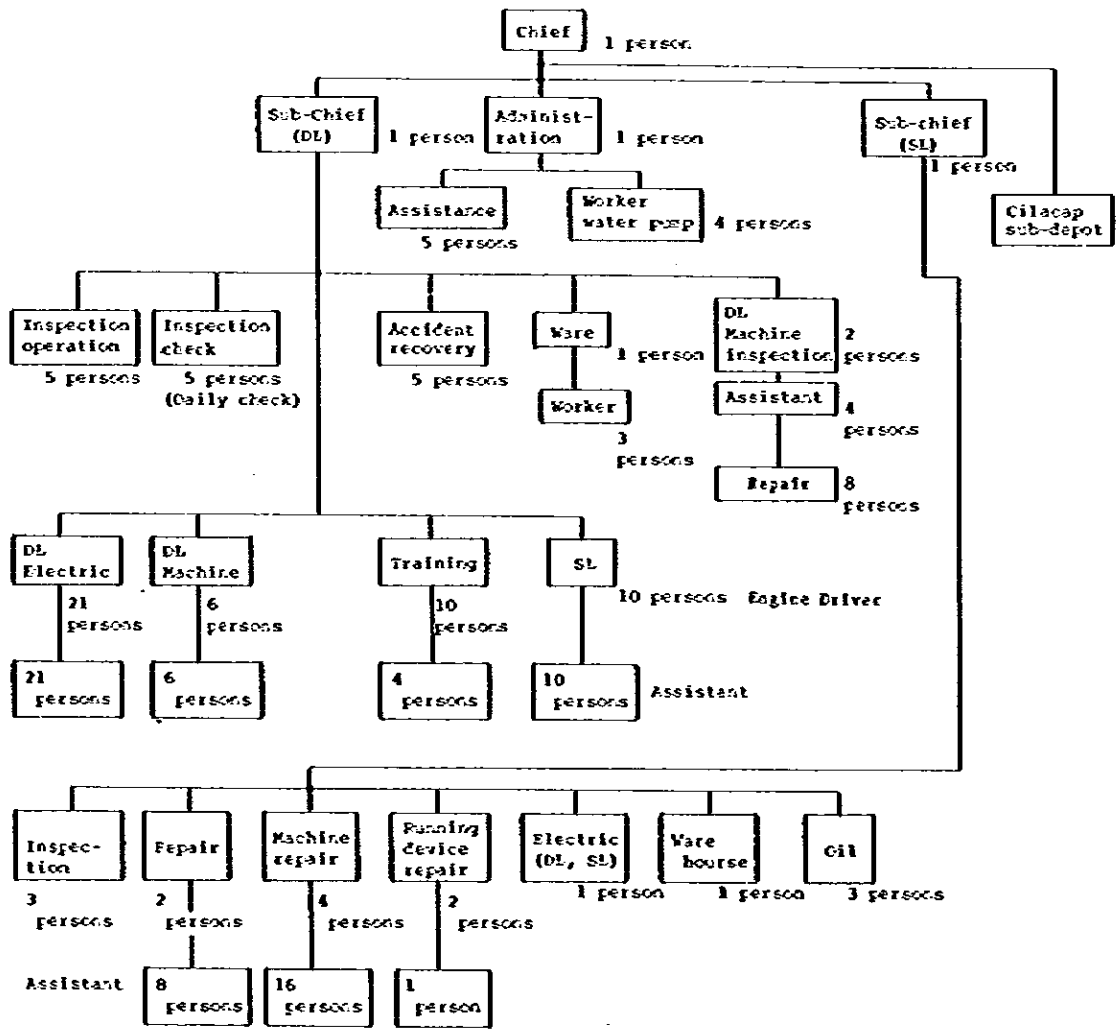 Chief
1 person
Sub-Chief
(DL)
1 person
Administ-
ration
1 person
Sub-chief
(SL)
1 person
Assistance
5 persons
Worker
water pump
4 persons
Cilacap
sub-depot
Inspection
operation
5 persons
Inspection
check
5 persons
(Daily check)
Accident
recovery
5 persons
Ware
1 person
Worker
3
persons
DL
Machine
inspection
2
persons
Assistant
4
persons
Repair
8
persons
DL
Electric
21
persons
21
persons
DL
Machine
6
persons
6
persons
Training
10
persons
4
persons
SL
10 persons Engine Driver
10
persons
Assistant
Inspec-
tion
3
persons
Repair
2
persons
Machine
repair
4
persons
Running
device
repair
2
persons
Electric
(DL, SL)
1 person
Ware
hourse
1 person
Oil
3 persons
Assistant
8
persons
16
persons
1
person